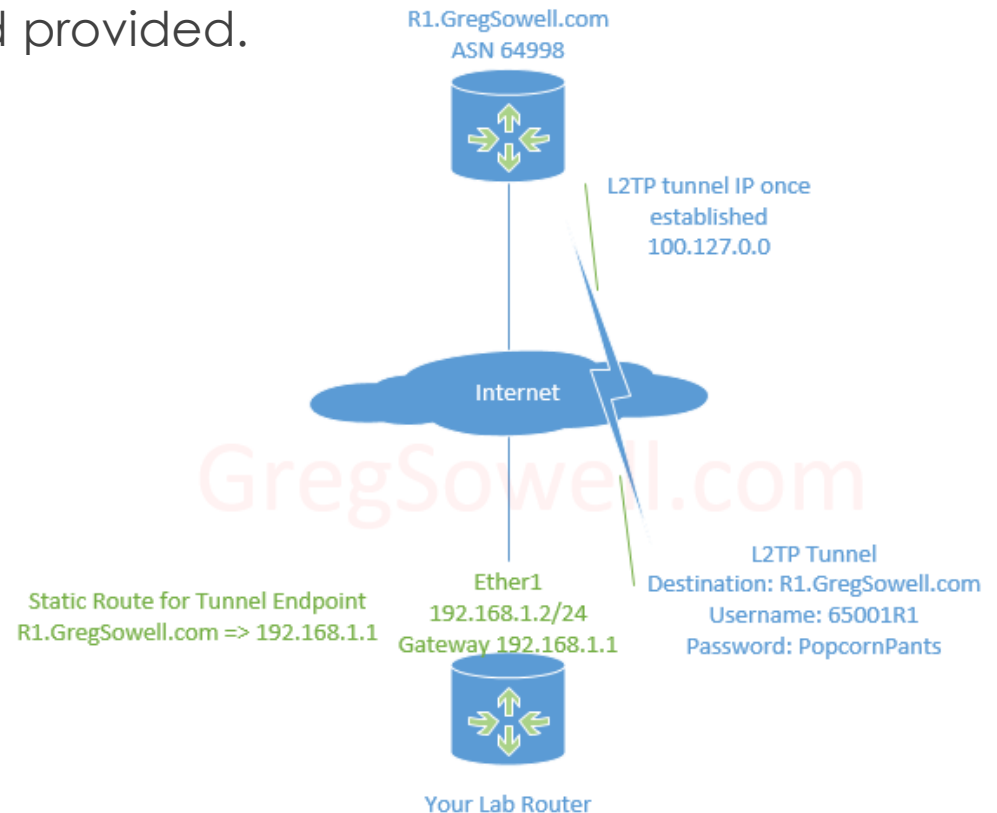 d provided.
R1.GregSowell.com
ASN 64998
L2TP tunnel IP once
established
100.127.0.0
Internet
GregSowell.com
L2TP Tunnel
Destination: R1.GregSowell.com
Username: 65001R1
Password: PopcornPants
Ether1
192.168.1.2/24
Gateway 192.168.1.1
Static Route for Tunnel Endpoint
R1.GregSowell.com => 192.168.1.1
Your Lab Router